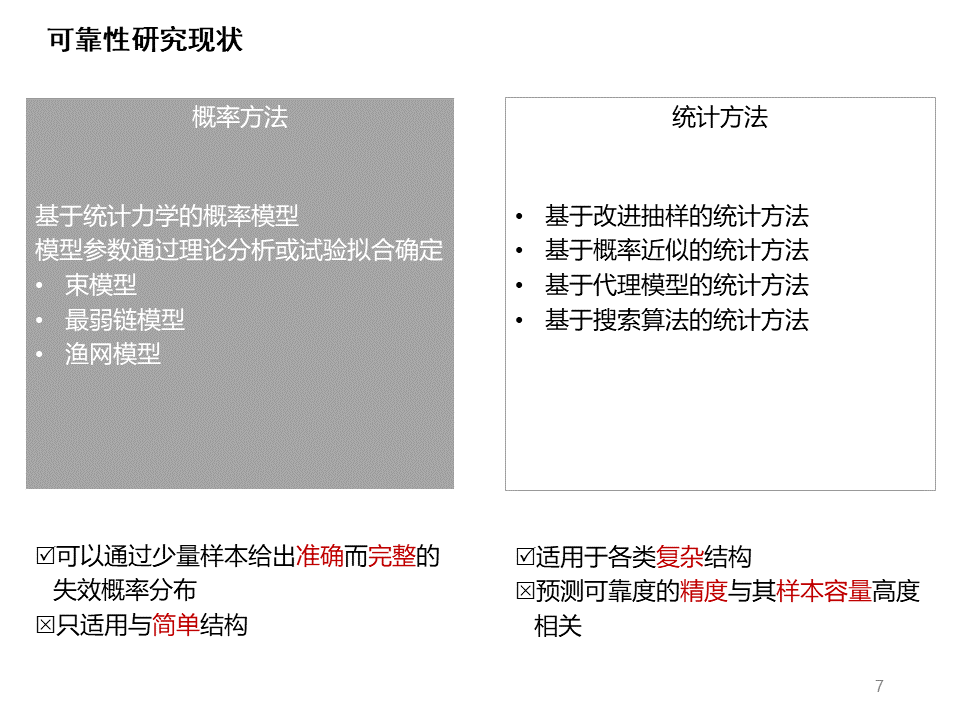 可靠性研究现状
概率方法
基于统计力学的概率模型
模型参数通过理论分析或试验拟合确定
• 束模型
• 最弱链模型
• 渔网模型
统计方法
• 基于改进抽样的统计方法
• 基于概率近似的统计方法
• 基于代理模型的统计方法
• 基于搜索算法的统计方法
☑可以通过少量样本给出准确而完整的
失效概率分布
☒只适用与简单结构
☑适用于各类复杂结构
☒预测可靠度的精度与其样本容量高度
相关
7